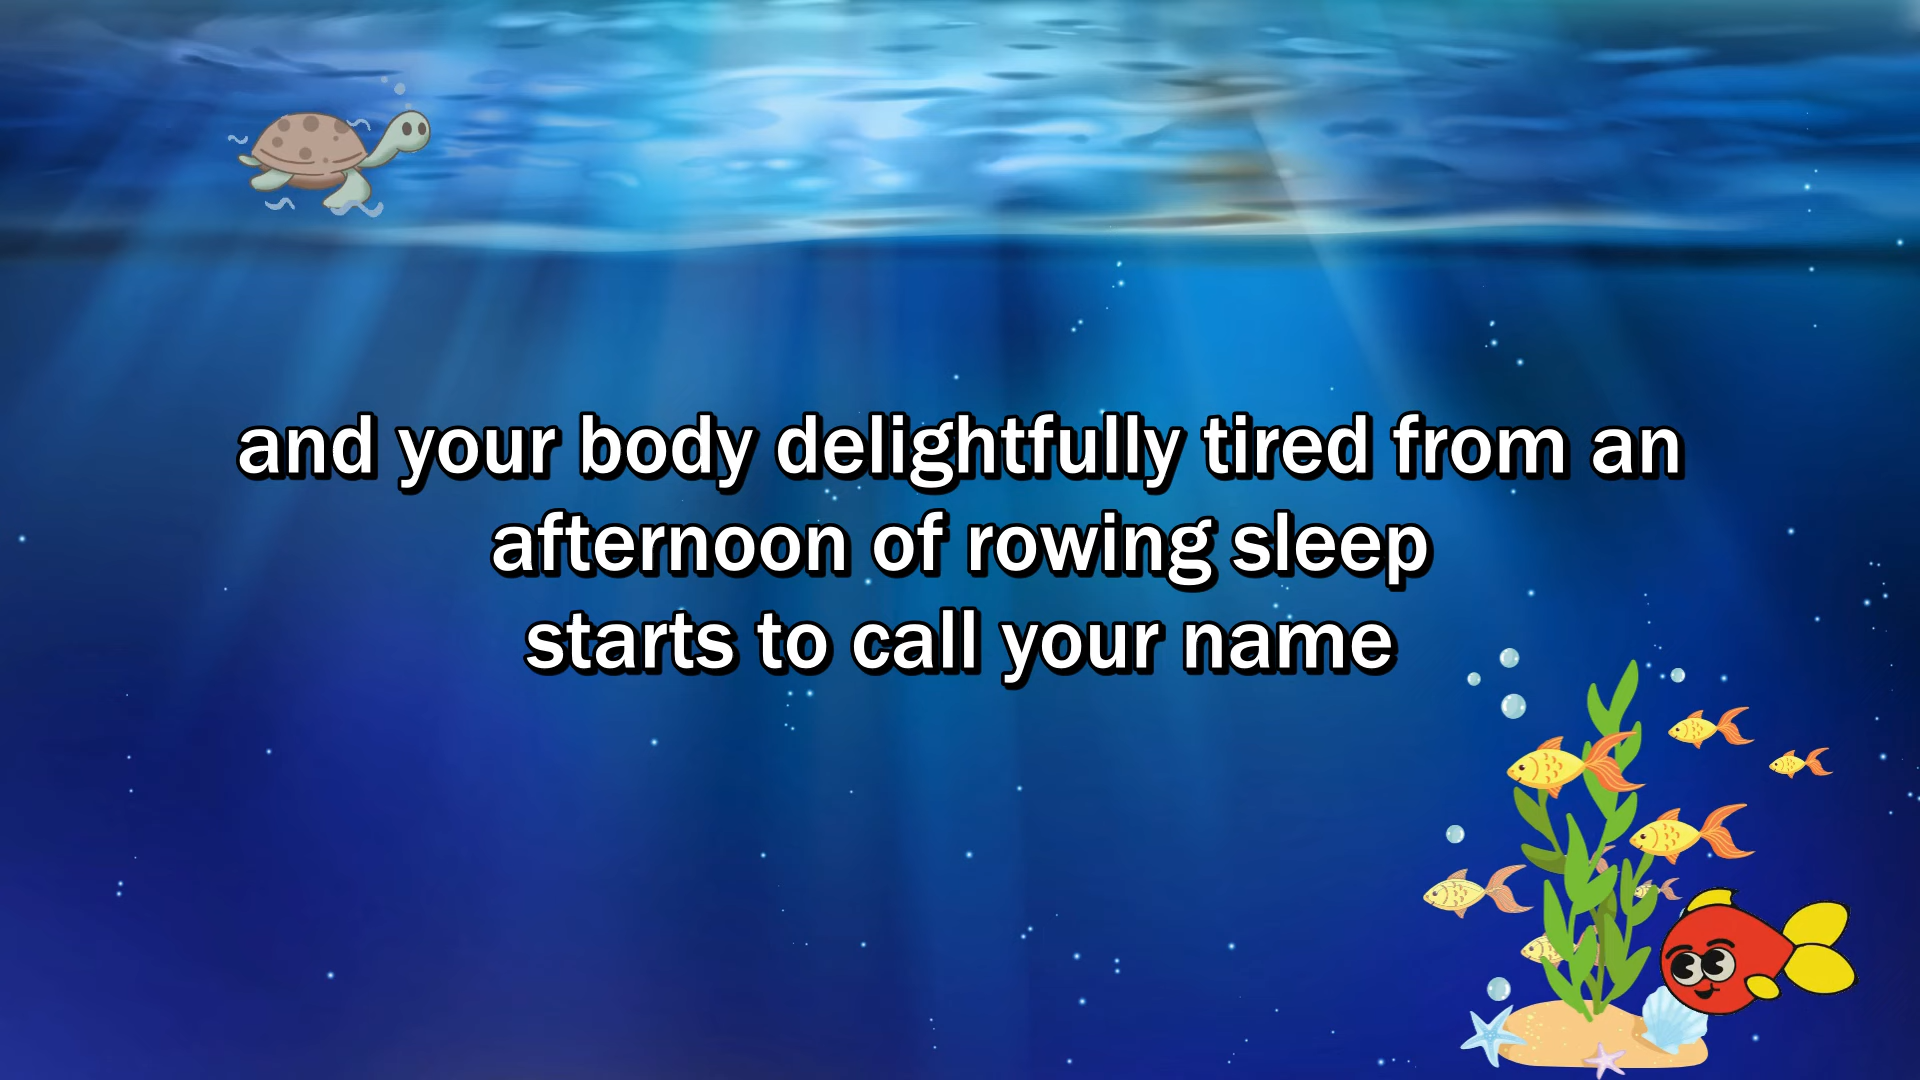 and your body delightfully tired from an
afternoon of rowing sleep
starts to call your name